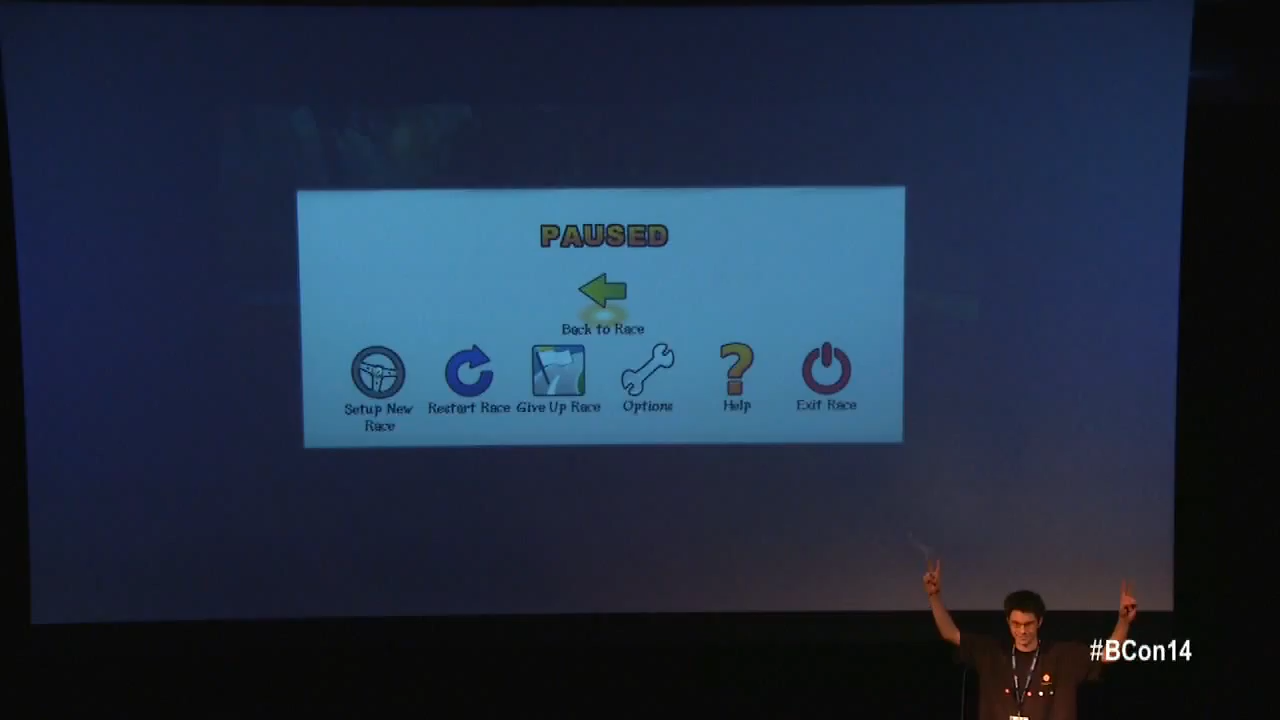 PAUSED
Back to Race
Setup New Race
Restart Race
Give Up Race
Options
Help
Exit Race
#BCon14